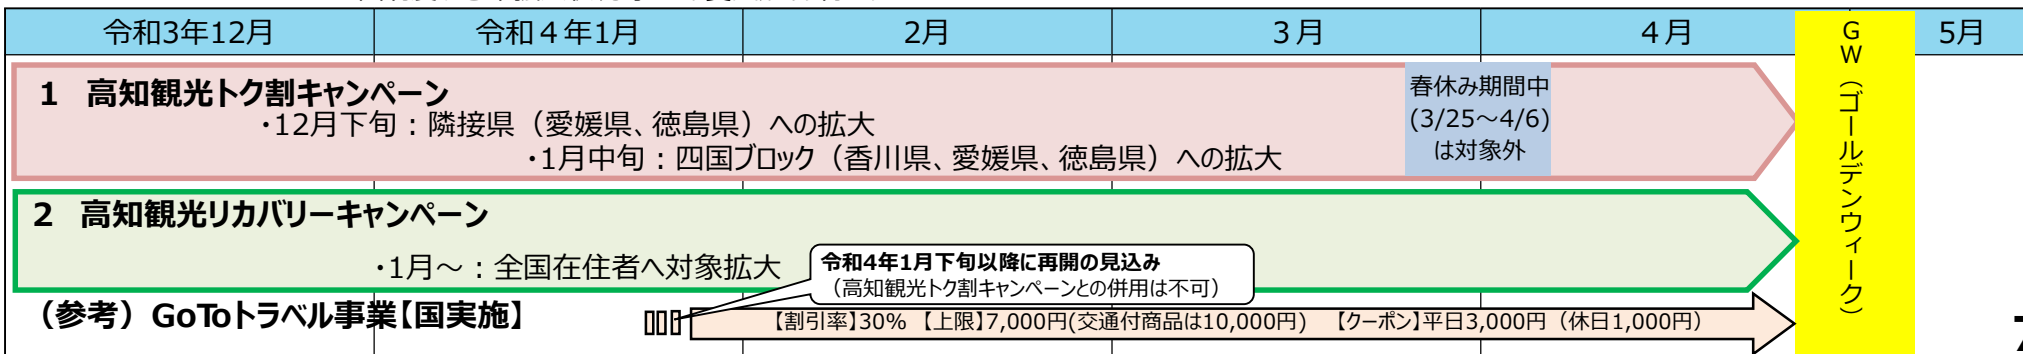 令和3年12月 令和４年1月 2月 ３月 ４月 5月
GW（ゴールデンウィーク）
1 高知観光トク割キャンペーン
・12月下旬：隣接県（愛媛県、徳島県）への拡大
・1月中旬：四国ブロック（香川県、愛媛県、徳島県）への拡大
春休み期間中
(3/25～4/6)
は対象外
2 高知観光リカバリーキャンペーン
・1月～：全国在住者へ対象拡大
令和4年1月下旬以降に再開の見込み
（高知観光トク割キャンペーンとの併用は不可）
（参考）GoToトラベル事業【国実施】
【割引率】30% 【上限】7,000円(交通付商品は10,000円) 【クーポン】平日3,000円（休日1,000円）